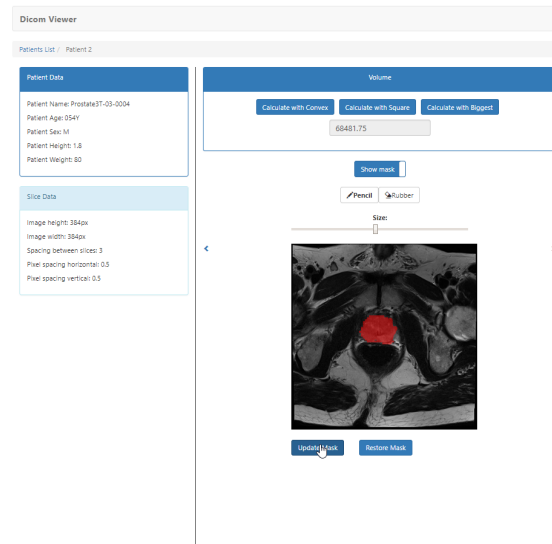 Dicom Viewer
Patients List / Patient 2
Patient Data
Patient Name: Prostate3T-03-0004
Patient Age: 054Y
Patient Sex: M
Patient Height: 1.8
Patient Weight: 80
Slice Data
Image height: 384px
Image width: 384px
Spacing between slices: 3
Pixel spacing horizontal: 0.5
Pixel spacing vertical: 0.5
Volume
Calculate with Convex Calculate with Square Calculate with Biggest
68481.75
Show mask
Pencil Rubber
Size:
Update Mask Restore Mask